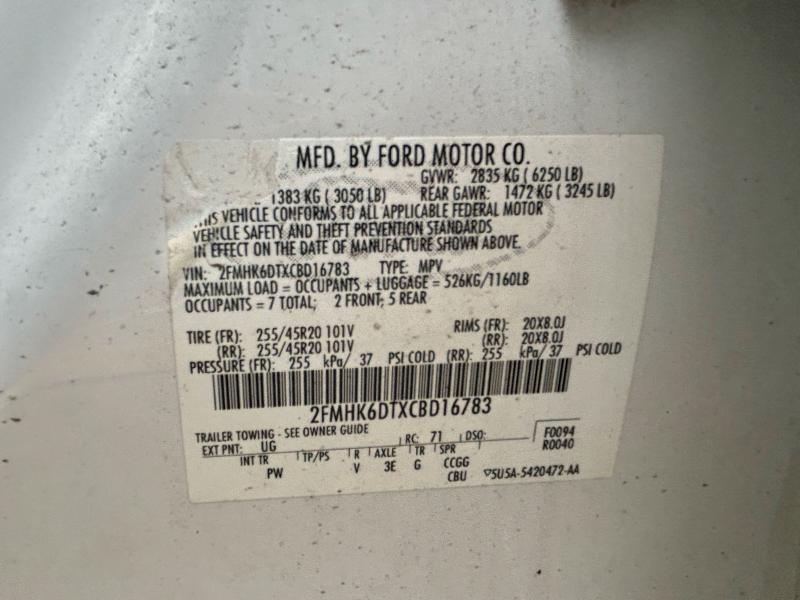 MFD. BY FORD MOTOR CO.
GVWR: 2835 KG ( 6250 LB)
1383 KG ( 3050 LB) REAR GAWR: 1472 KG ( 3245 LB)
THIS VEHICLE CONFORMS TO ALL APPLICABLE FEDERAL MOTOR
VEHICLE SAFETY AND THEFT PREVENTION STANDARDS
IN EFFECT ON THE DATE OF MANUFACTURE SHOWN ABOVE.
VIN: 2FMHK6DTXCBD16783 TYPE: MPV
MAXIMUM LOAD = OCCUPANTS + LUGGAGE = 526KG/1160LB
OCCUPANTS = 7 TOTAL; 2 FRONT; 5 REAR
TIRE (FR): 255/45R20 101V RIMS (FR): 20X8.0J
(RR): 255/45R20 101V (RR): 20X8.0J
PRESSURE (FR): 255 kPa/ 37 PSI COLD (RR): 255 kPa/ 37 PSI COLD
2FMHK6DTXCBD16783
TRAILER TOWING - SEE OWNER GUIDE
EXT PNT: UG RC: 71 DSO: F0094
R0040
INT TR TP/PS R AXLE TR SPR
PW V 3E G CCGG
CBU ▽5U5A-5420472-AA